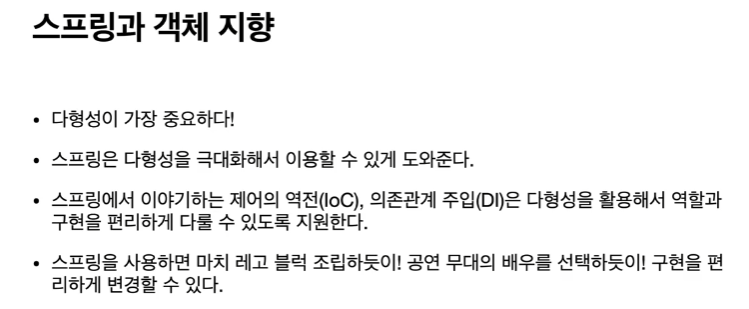 스프링과 객체 지향
• 다형성이 가장 중요하다!
• 스프링은 다형성을 극대화해서 이용할 수 있게 도와준다.
• 스프링에서 이야기하는 제어의 역전(IoC), 의존관계 주입(DI)은 다형성을 활용해서 역할과
구현을 편리하게 다룰 수 있도록 지원한다.
• 스프링을 사용하면 마치 레고 블럭 조립하듯이! 공연 무대의 배우를 선택하듯이! 구현을 편
리하게 변경할 수 있다.